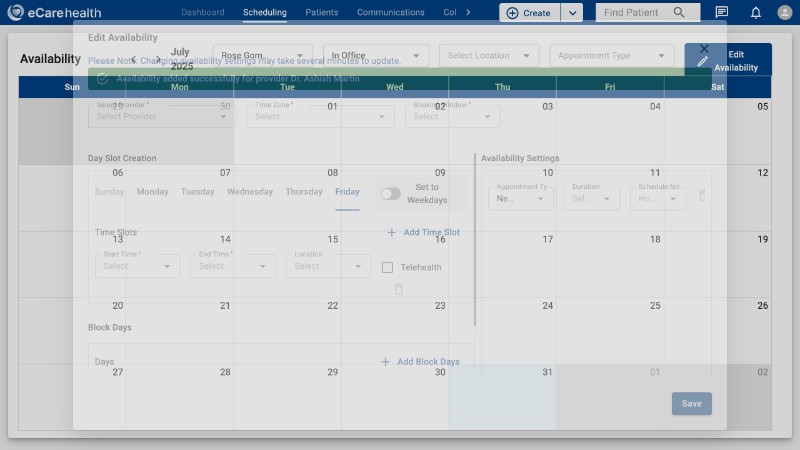 eCarehealth Dashboard Scheduling Patients Communications Col Create Find Patient
Edit Availability
Availability July 2025 Rose Gom.. In Office Select Location Appointment Type Edit Availability
Please Note: Changing availability settings may take several minutes to update.
Availability added successfully for provider Dr. Ashish Martin
Sun Mon Tue Wed Thu Fri Sat
29 30 01 02 03 04 05
Select Provider * Time Zone * Booking Window *
Select Provider Select Select
Day Slot Creation Availability Settings
06 07 08 09 10 11 12
Sunday Monday Tuesday Wednesday Thursday Friday Set to Weekdays
Appointment Ty Duration Schedule Nor
Ne.. Sel.. Ho..
Time Slots Add Time Slot
13 14 15 16 17 18 19
Start Time * End Time * Location
Select Select Select Telehealth
20 21 22 23 24 25 26
Block Days
Days Add Block Days
27 28 29 30 31 01 02
Save